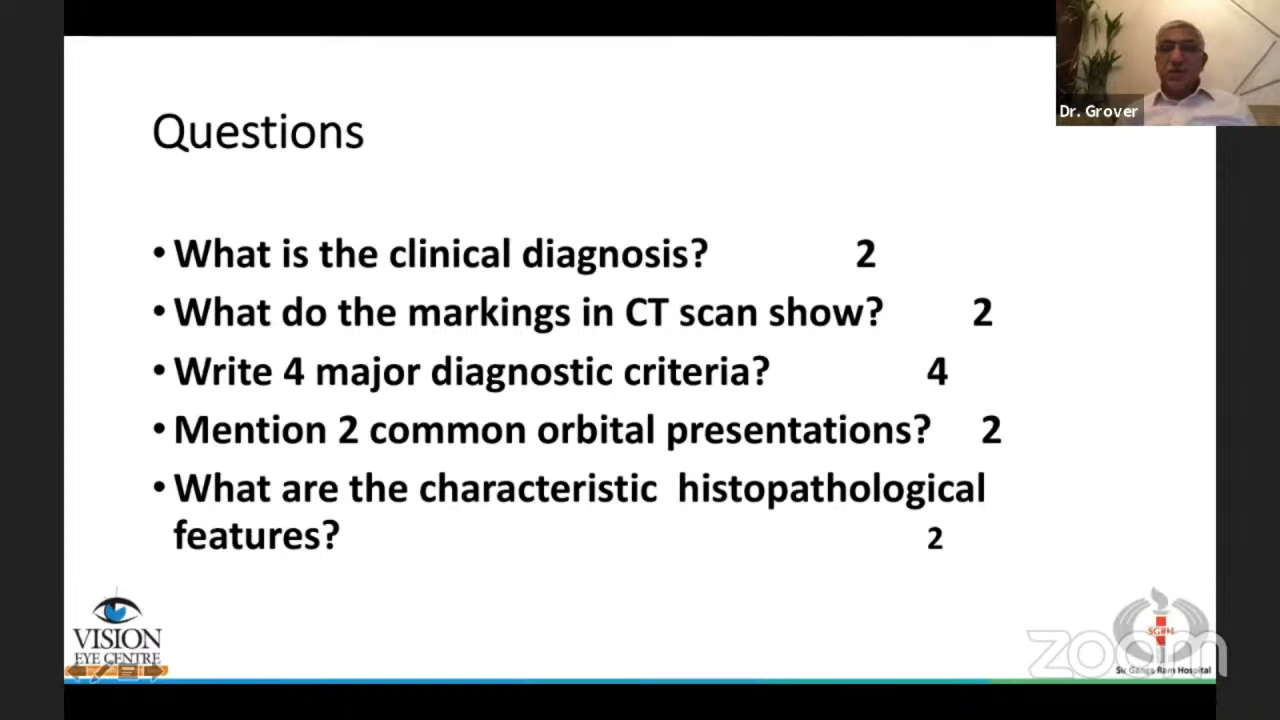 Dr. Grover
Questions
• What is the clinical diagnosis? 2
• What do the markings in CT scan show? 2
• Write 4 major diagnostic criteria? 4
• Mention 2 common orbital presentations? 2
• What are the characteristic histopathological
features? 2
VISION
EYE CENTRE
SGRH
zoom
Sir Ganga Ram Hospital